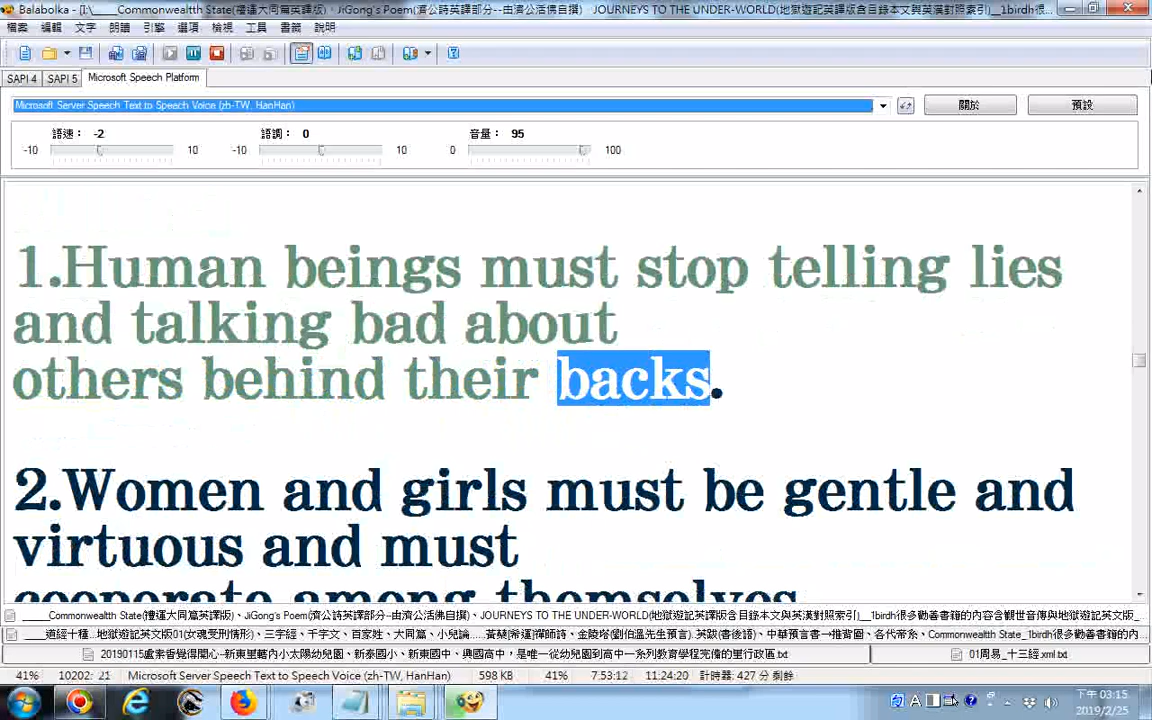 Balabolka - [I:\_____Commonwealtth State(禮運大同篇英譯版)、JiGong's Poem(濟公詩英譯部分--由濟公活佛自撰)、JOURNEYS TO THE UNDER-WORLD(地獄遊記英譯版含目錄本文與英漢對照索引)__1birdh很...
檔案 編輯 文字 朗讀 引擎 選項 檢視 工具 書籤 說明
SAPI 4 SAPI 5 Microsoft Speech Platform
Microsoft Server Speech Text to Speech Voice (zh-TW, HanHan) 關於 預設
語速： -2 語調： 0 音量： 95
-10 10 -10 10 0 100
1.Human beings must stop telling lies
and talking bad about
others behind their backs.
2.Women and girls must be gentle and
virtuous and must
cooperate among themselves
_____Commonwealtth State(禮運大同篇英譯版)、JiGong's Poem(濟公詩英譯部分--由濟公活佛自撰)、JOURNEYS TO THE UNDER-WORLD(地獄遊記英譯版含目錄本文與英漢對照索引)__1birdh很多勸善書籍的內容含觀世音傳與地獄遊記英文版_
道經十種...地獄遊記英文版01(女魂受刑情形)、三字經、千字文、百家姓、大同篇、小兒論......黃蘗(希運)禪師詩、金陵塔(劉伯溫先生預言).英跋(書後語)、中華預言書一推背圖、各代帝系、Commonwealth State_1birdh很多勸善書籍的內...
20190115盧素香覺得開心--新東里轄內小太陽幼兒園、新泰國小、新東國中、興國高中，是唯一從幼兒園到高中一系列教育學程完備的里行政區.txt 01周易_十三經.xml.txt
41% 10202: 21 Microsoft Server Speech Text to Speech Voice (zh-TW, HanHan) 598 KB 41% 7.53:12 11:24:20 計時器: 427 分 剩餘
下午 03:15
2019/2/25